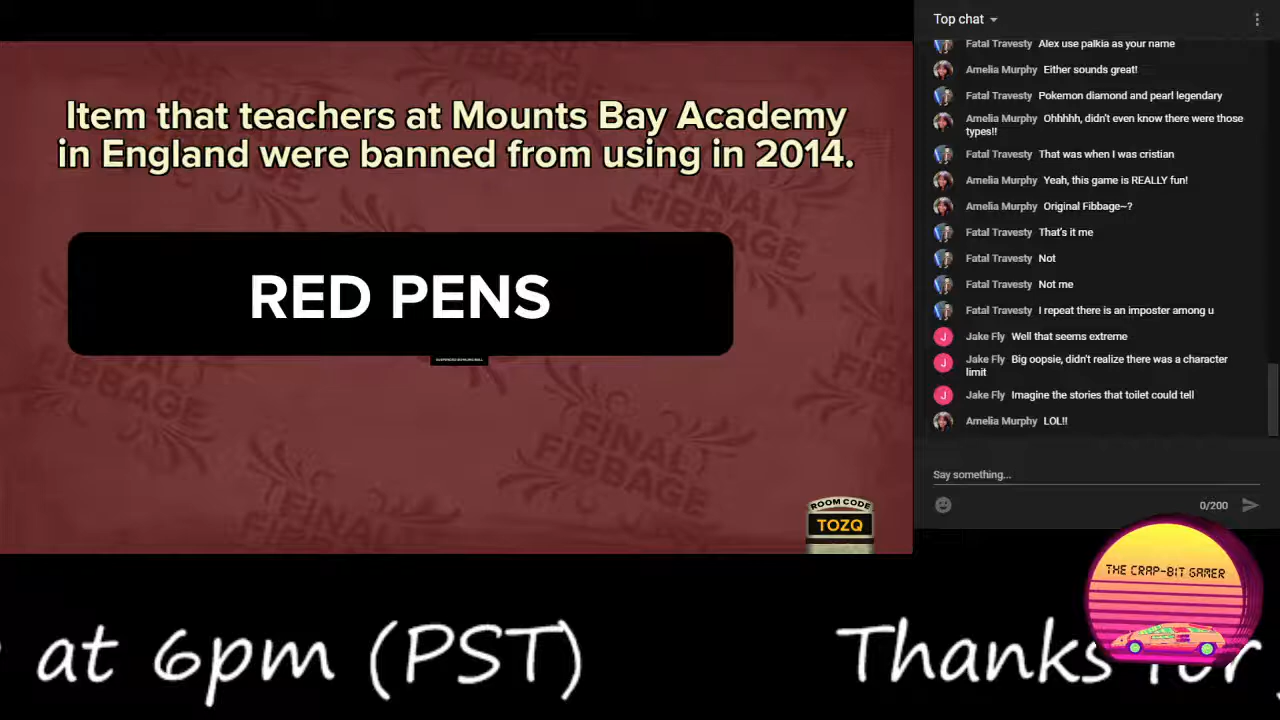 Item that teachers at Mounts Bay Academy
in England were banned from using in 2014.
RED PENS
FINAL
FIBBAGE
ROOM CODE
TOZQ
Top chat
Fatal Travesty Alex use palkia as your name
Amelia Murphy Either sounds great!
Fatal Travesty Pokemon diamond and pearl legendary
Amelia Murphy Ohhhhh, didn't even know there were those
types!!
Fatal Travesty That was when I was cristian
Amelia Murphy Yeah, this game is REALLY fun!
Amelia Murphy Original Fibbage~?
Fatal Travesty That's it me
Fatal Travesty Not
Fatal Travesty Not me
Fatal Travesty I repeat there is an imposter among u
J Jake Fly Well that seems extreme
J Jake Fly Big oopsie, didn't realize there was a character
limit
J Jake Fly Imagine the stories that toilet could tell
Amelia Murphy LOL!!
Say something...
0/200
THE CRAP-BIT GAMER
at 6pm (PST)
Thanks for